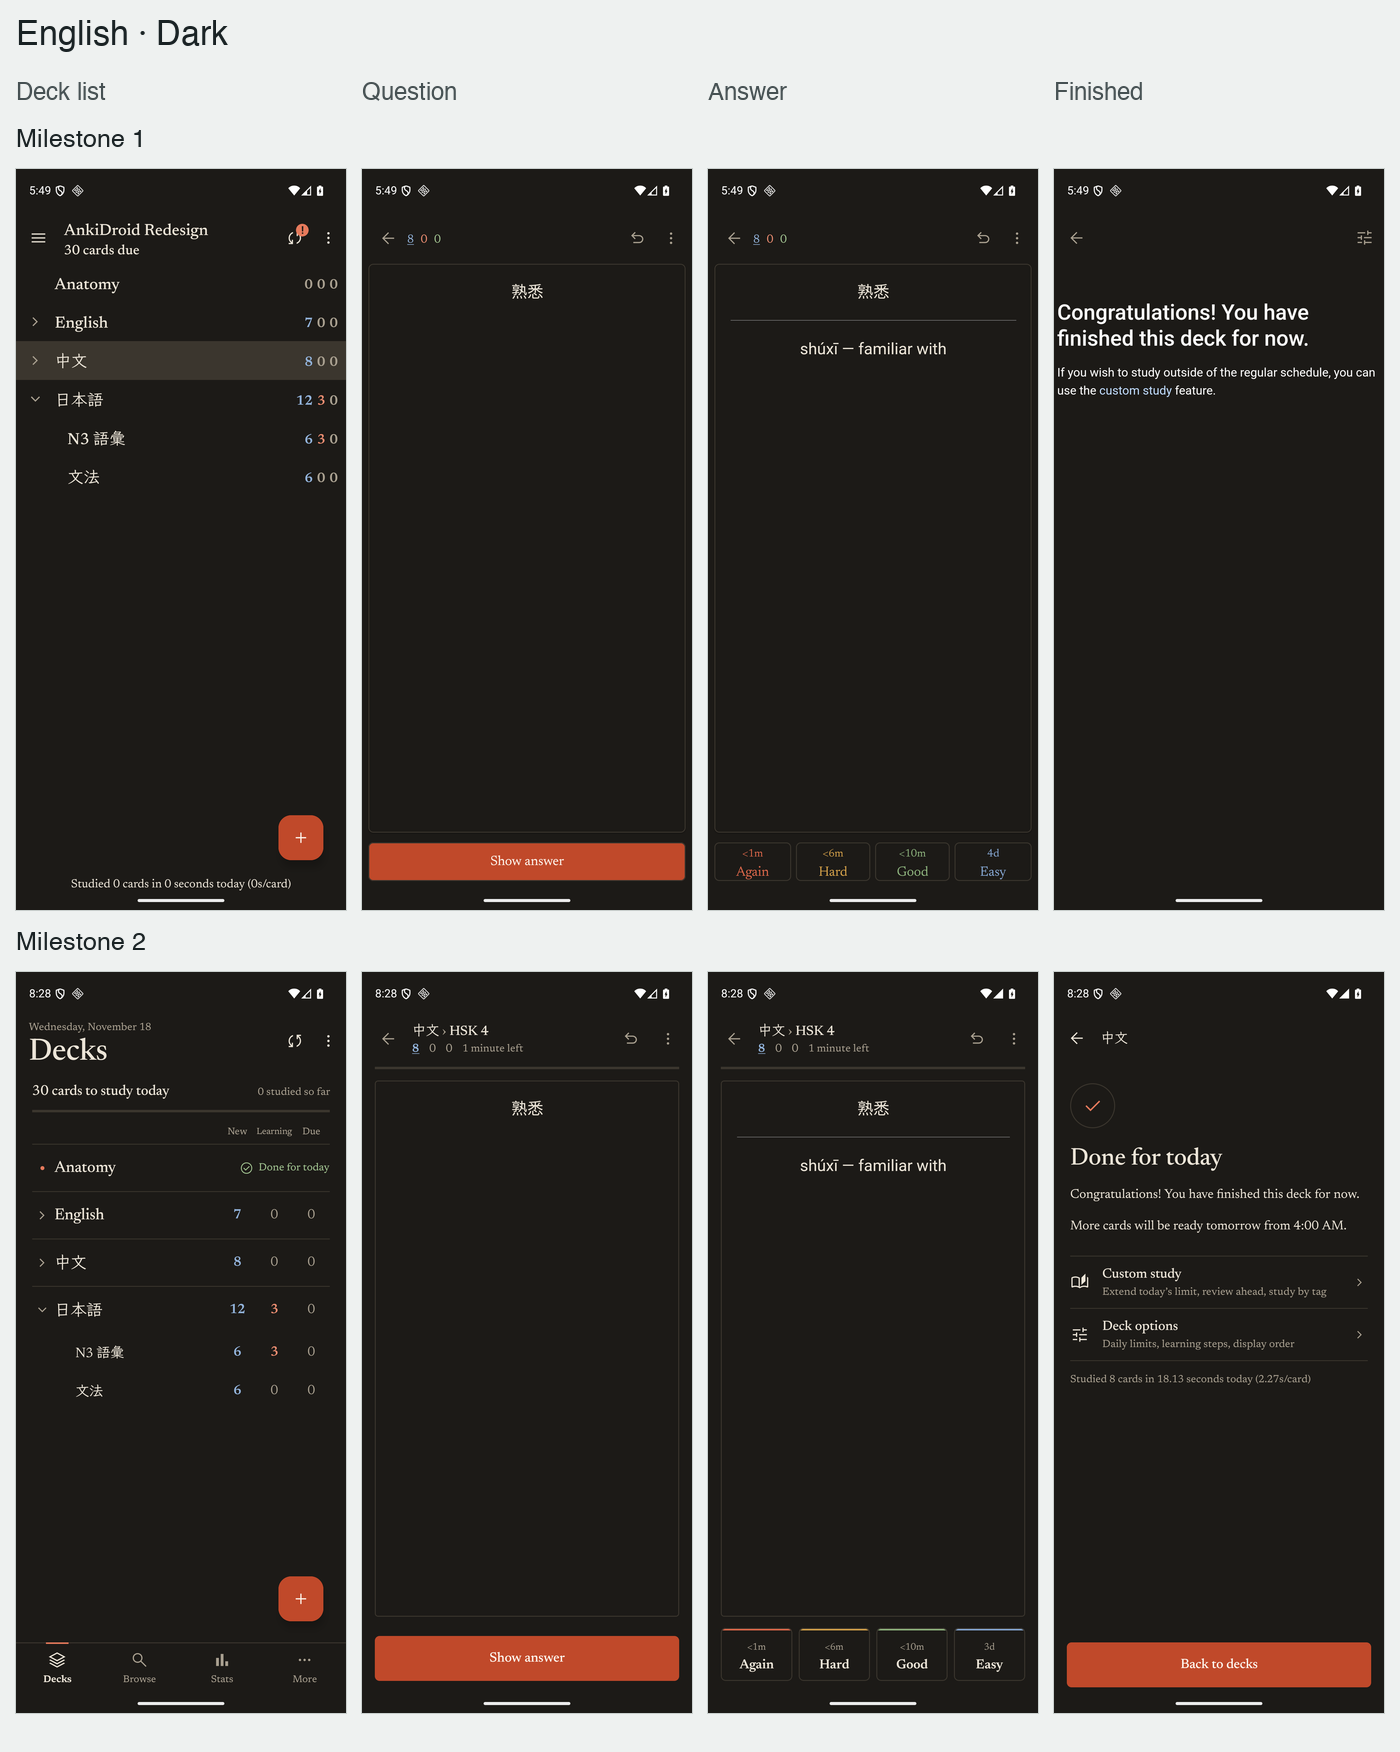 English · Dark
Deck list
Question
Answer
Finished
Milestone 1
5:49
AnkiDroid Redesign
30 cards due
Anatomy 0 0 0
English 7 0 0
中文 8 0 0
日本語 12 3 0
N3 語彙 6 3 0
文法 6 0 0
Studied 0 cards in 0 seconds today (0s/card)
5:49
8 0 0
熟悉
Show answer
5:49
8 0 0
熟悉
shúxī — familiar with
<1m <6m <10m 4d
Again Hard Good Easy
5:49
Congratulations! You have
finished this deck for now.
If you wish to study outside of the regular schedule, you can
use the custom study feature.
Milestone 2
8:28
Wednesday, November 18
Decks
30 cards to study today 0 studied so far
New Learning Due
Anatomy Done for today
English 7 0 0
中文 8 0 0
日本語 12 3 0
N3 語彙 6 3 0
文法 6 0 0
Decks Browse Stats More
8:28
中文 › HSK 4
8 0 0 1 minute left
熟悉
Show answer
8:28
中文 › HSK 4
8 0 0 1 minute left
熟悉
shúxī — familiar with
<1m <6m <10m 3d
Again Hard Good Easy
8:28
中文
Done for today
Congratulations! You have finished this deck for now.
More cards will be ready tomorrow from 4:00 AM.
Custom study
Extend today's limit, review ahead, study by tag
Deck options
Daily limits, learning steps, display order
Studied 8 cards in 18.13 seconds today (2.27s/card)
Back to decks